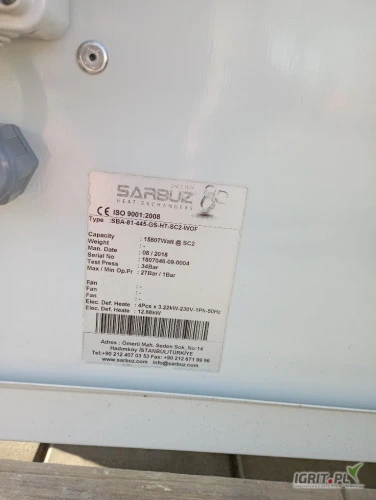 SARBUZ
HEAT EXCHANGERS
CE ISO 9001:2008
Type :SBA-61-445-GS-HT-SC2-WOF
Capacity : 15807Watt @ SC2
Weight : -
Man. Date : 08 / 2018
Serial No : 1807046-09-0004
Test Press : 34Bar
Max / Min Op.Pr : 27Bar / 1Bar
Fan : -
Fan : -
Elec. Def. Heate : 4Pcs x 3.22kW-230V-1Ph-50Hz
Elec. Def. Heate : 12.88kW
Adres : Ömerli Mah. Seden Sok. No:14
Hadımköy İSTANBUL/TÜRKİYE
Tel:+90 212 407 03 53 Fax:+90 212 671 99 96
www.sarbuz.com info@sarbuz.com
IGRIT.PL